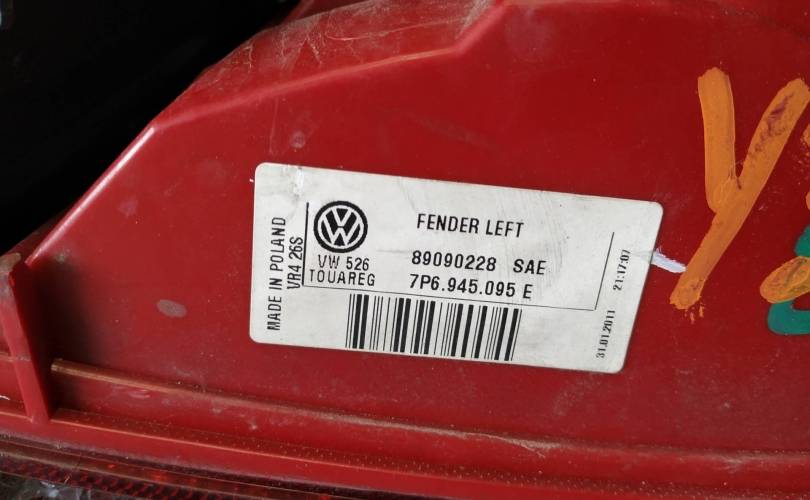 MADE IN POLAND
VR4 26S
VW 526
TOUAREG
FENDER LEFT
89090228 SAE
7P6.945.095 E
31.01.2011 21:17:07